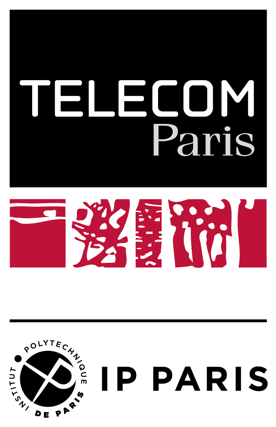 TELECOM
Paris
INSTITUT POLYTECHNIQUE
DE PARIS
IP PARIS